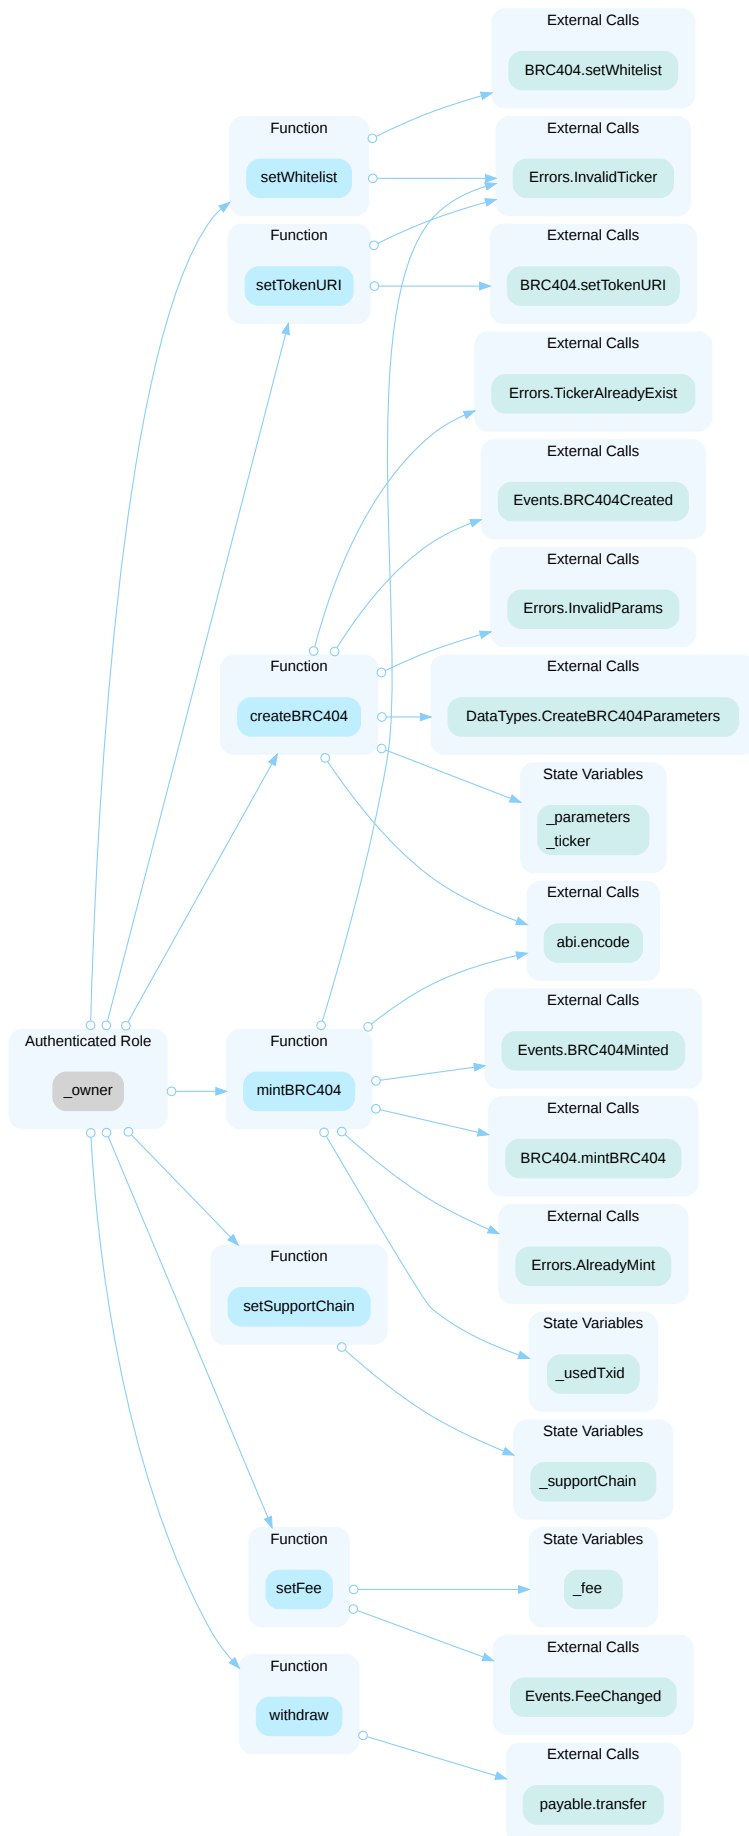 External Calls
BRC404.setWhitelist
Function
setWhitelist
External Calls
Errors.InvalidTicker
Function
setTokenURI
External Calls
BRC404.setTokenURI
External Calls
Errors.TickerAlreadyExist
External Calls
Events.BRC404Created
External Calls
Errors.InvalidParams
Function
createBRC404
External Calls
DataTypes.CreateBRC404Parameters
State Variables
_parameters
_ticker
External Calls
abi.encode
Authenticated Role
_owner
Function
mintBRC404
External Calls
Events.BRC404Minted
External Calls
BRC404.mintBRC404
External Calls
Errors.AlreadyMint
Function
setSupportChain
State Variables
_usedTxid
State Variables
_supportChain
Function
setFee
State Variables
_fee
External Calls
Events.FeeChanged
Function
withdraw
External Calls
payable.transfer